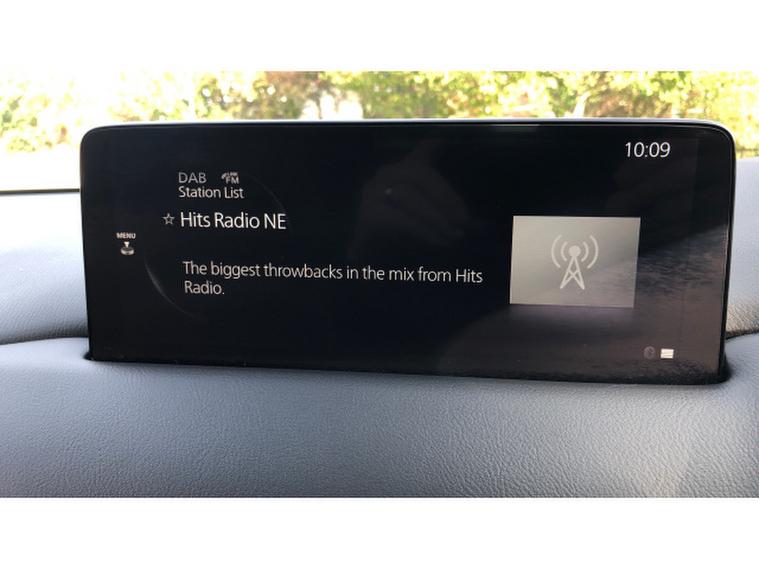 10:09
DAB LINK FM
Station List
☆ Hits Radio NE
MENU
The biggest throwbacks in the mix from Hits
Radio.